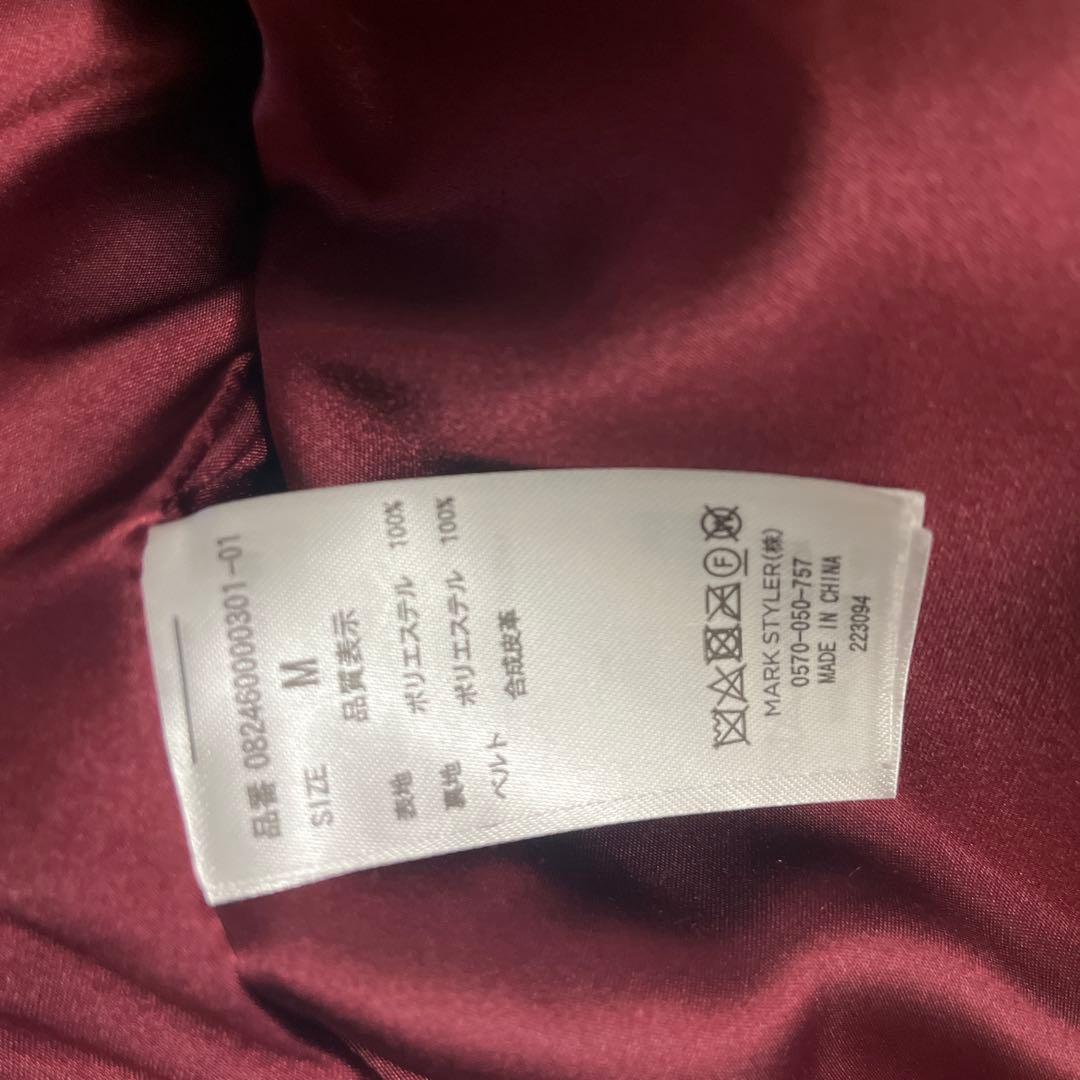 品番 082460000301-01
SIZE M
品質表示
表地 ポリエステル 100%
裏地 ポリエステル 100%
ベルト 合成皮革
F W
MARK STYLER(株)
0570-050-757
MADE IN CHINA
223094